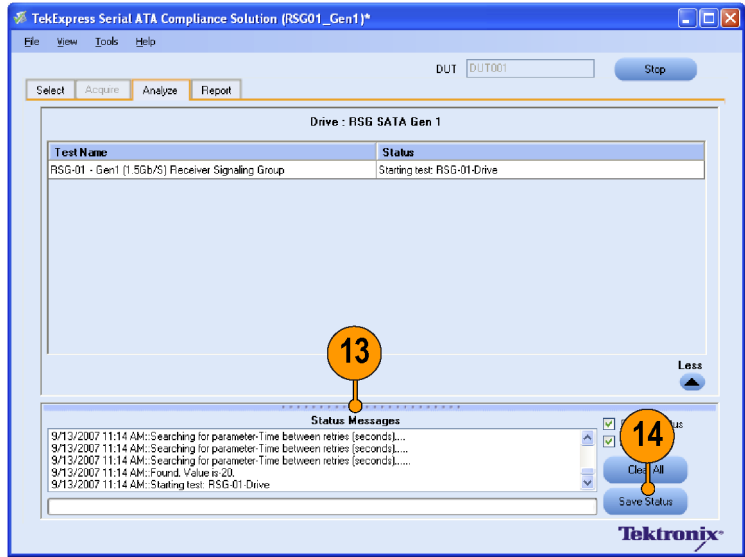 TekExpress Serial ATA Compliance Solution (RSG01_Gen1)*
File View Tools Help
DUT DUT001 Stop
Select Acquire Analyze Report
Drive : RSG SATA Gen 1
Test Name Status
RSG-01 - Gen1 (1.5Gb/S) Receiver Signaling Group Starting test: RSG-01-Drive
13
Less
Status Messages
9/13/2007 11:14 AM::Searching for parameter-Time between retries (seconds)....
9/13/2007 11:14 AM::Searching for parameter-Time between retries (seconds).....
9/13/2007 11:14 AM::Searching for parameter-Time between retries (seconds)......
9/13/2007 11:14 AM::Found. Value is-20.
9/13/2007 11:14 AM::Starting test: RSG-01-Drive
14
Clear All
Save Status
Tektronix